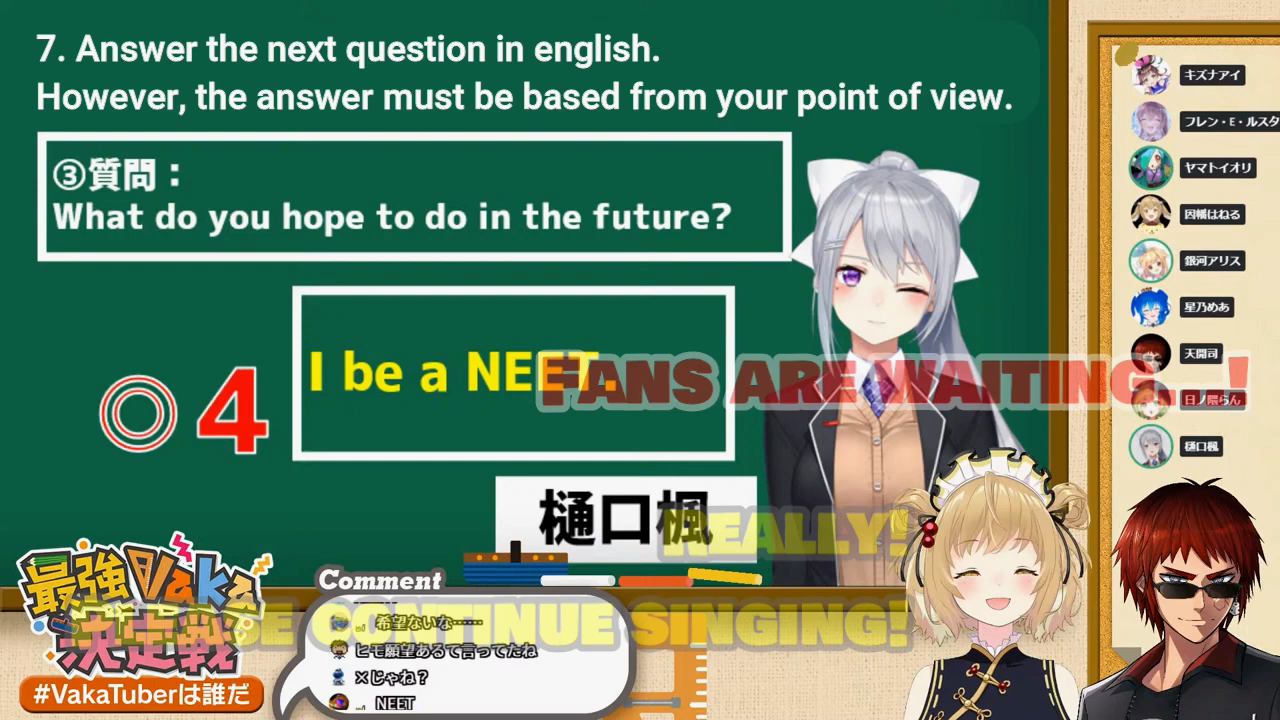 7. Answer the next question in english.
However, the answer must be based from your point of view.
③質問：
What do you hope to do in the future?
◎ 4
I be a NEET.
FANS ARE WAITING...!
REALLY!
SE CONTINUE SINGING!
樋口楓
キズナアイ
フレン・E・ルスタ
ヤマトイオリ
因幡はねる
銀河アリス
星乃めあ
天開司
日ノ隈らん
樋口楓
最強Vaka
決定戦
#VakaTuberは誰だ
Comment
希望ないな……
ヒモ願望あるて言ってたね
×じゃね？
NEET